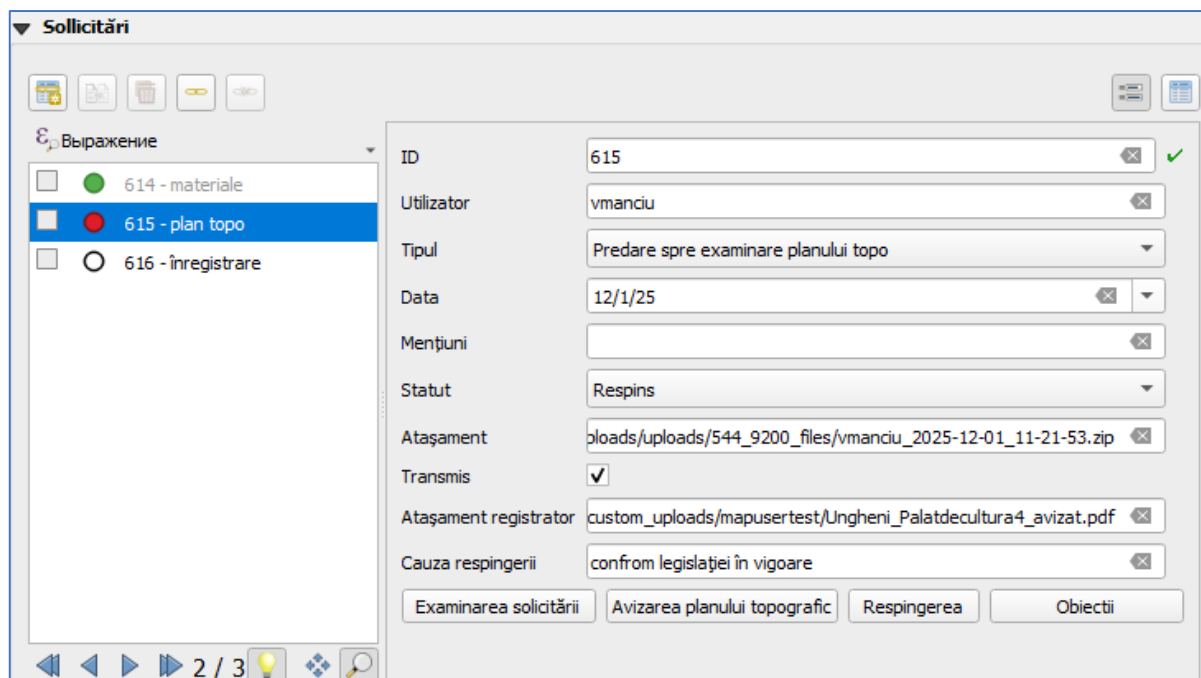 Sollicitări
Выражение
614 - materiale
615 - plan topo
616 - înregistrare
2 / 3
ID 615
Utilizator vmanciu
Tipul Predare spre examinare planului topo
Data 12/1/25
Mențiuni
Statut Respins
Atașament ploads/uploads/544_9200_files/vmanciu_2025-12-01_11-21-53.zip
Transmis
Atașament registrator custom_uploads/mapusertest/Ungheni_Palatdecultura4_avizat.pdf
Cauza respingerii confrom legislației în vigoare
Examinarea solicitării Avizarea planului topografic Respingerea Obiectii